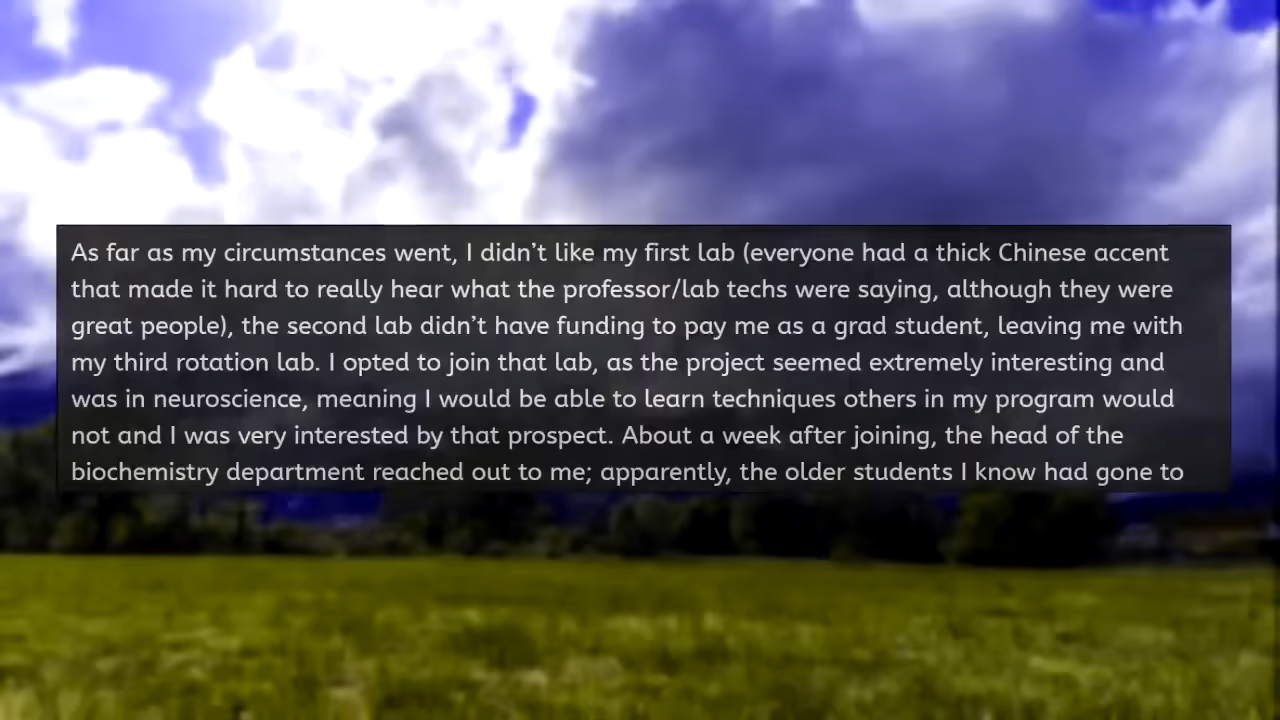 As far as my circumstances went, I didn’t like my first lab (everyone had a thick Chinese accent
that made it hard to really hear what the professor/lab techs were saying, although they were
great people), the second lab didn’t have funding to pay me as a grad student, leaving me with
my third rotation lab. I opted to join that lab, as the project seemed extremely interesting and
was in neuroscience, meaning I would be able to learn techniques others in my program would
not and I was very interested by that prospect. About a week after joining, the head of the
biochemistry department reached out to me; apparently, the older students I know had gone to